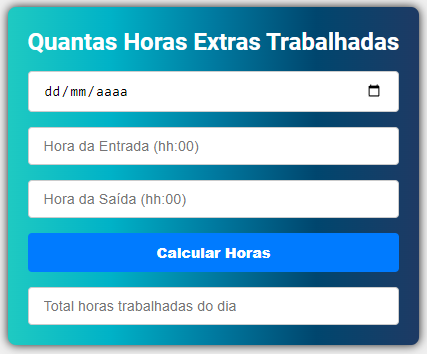 Quantas Horas Extras Trabalhadas
dd/mm/aaaa
Hora da Entrada (hh:00)
Hora da Saída (hh:00)
Calcular Horas
Total horas trabalhadas do dia